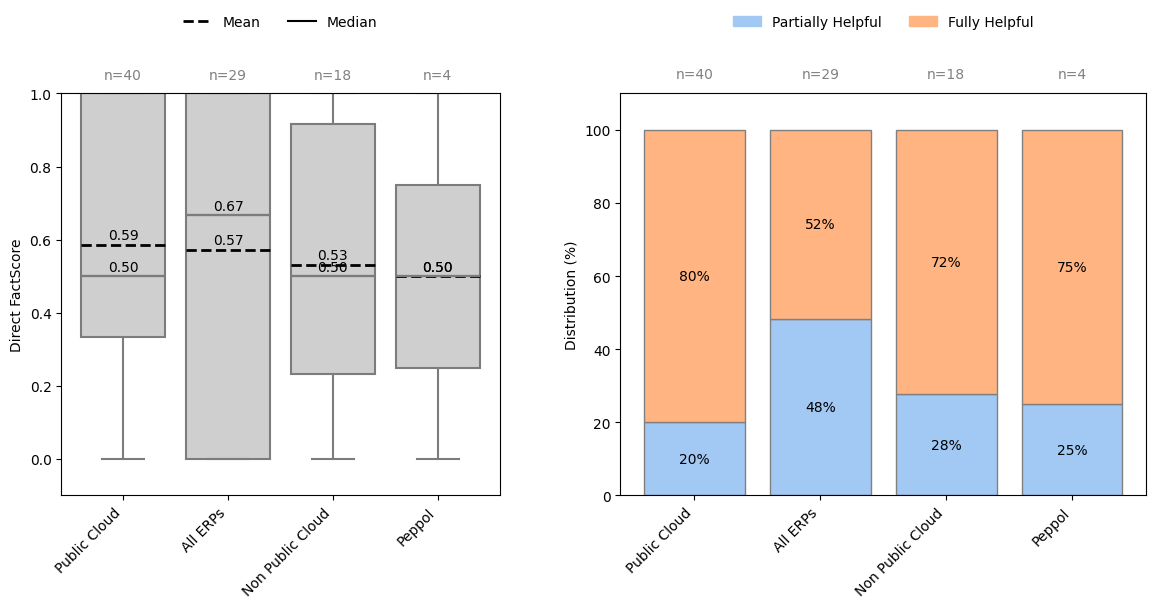 Mean Median
n=40 n=29 n=18 n=4
Direct FactScore
1.0
0.8
0.6
0.4
0.2
0.0
0.59
0.50
0.67
0.57
0.53
0.50
0.50
Public Cloud
All ERPs
Non Public Cloud
Peppol
Partially Helpful Fully Helpful
n=40 n=29 n=18 n=4
Distribution (%)
100
80
60
40
20
0
80%
20%
52%
48%
72%
28%
75%
25%
Public Cloud
All ERPs
Non Public Cloud
Peppol